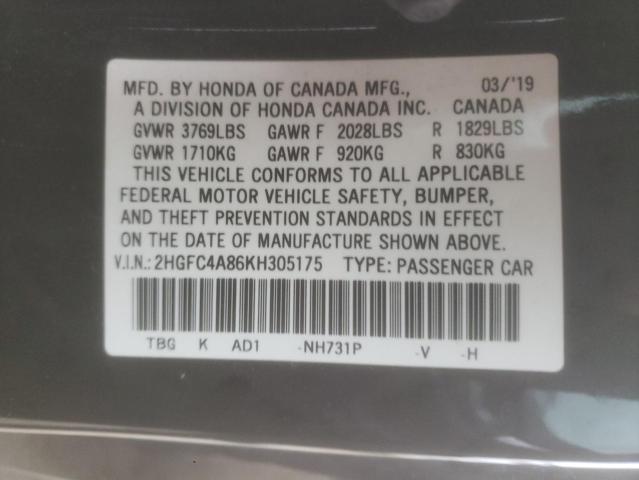 MFD. BY HONDA OF CANADA MFG., 03/'19
A DIVISION OF HONDA CANADA INC. CANADA
GVWR 3769LBS GAWR F 2028LBS R 1829LBS
GVWR 1710KG GAWR F 920KG R 830KG
THIS VEHICLE CONFORMS TO ALL APPLICABLE
FEDERAL MOTOR VEHICLE SAFETY, BUMPER,
AND THEFT PREVENTION STANDARDS IN EFFECT
ON THE DATE OF MANUFACTURE SHOWN ABOVE.
V.I.N.: 2HGFC4A86KH305175 TYPE: PASSENGER CAR
TBG K AD1 -NH731P -V -H